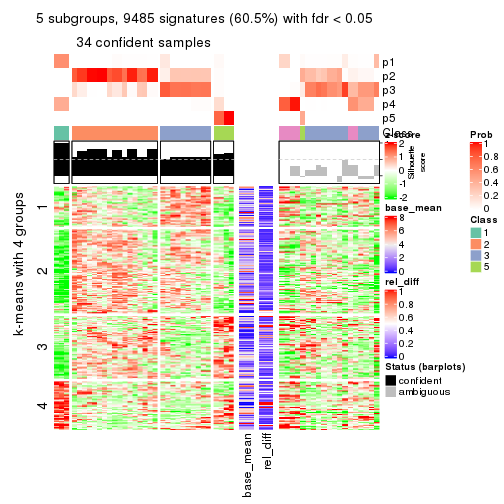 5 subgroups, 9485 signatures (60.5%) with fdr < 0.05
34 confident samples
p1
p2
p3
p4
p5
Class
z-score
2
1
0
-1
-2
Silhouette
score
Prob
1
0.8
0.6
0.4
0.2
0
base_mean
8
6
4
2
0
Class
1
2
3
5
rel_diff
1
0.8
0.6
0.4
0.2
0
Status (barplots)
confident
ambiguous
k-means with 4 groups
1
2
3
4
base_mean
rel_diff